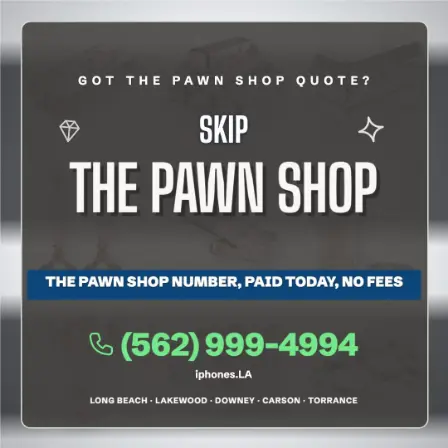 GOT THE PAWN SHOP QUOTE?
SKIP
THE PAWN SHOP
THE PAWN SHOP NUMBER, PAID TODAY, NO FEES
(562) 999-4994
iphones.LA
LONG BEACH · LAKEWOOD · DOWNEY · CARSON · TORRANCE